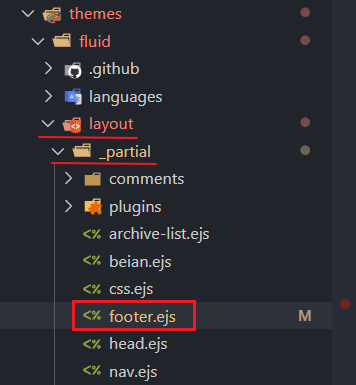 themes
fluid
.github
languages
layout
_partial
comments
plugins
archive-list.ejs
beian.ejs
css.ejs
footer.ejs M
head.ejs
nav.ejs